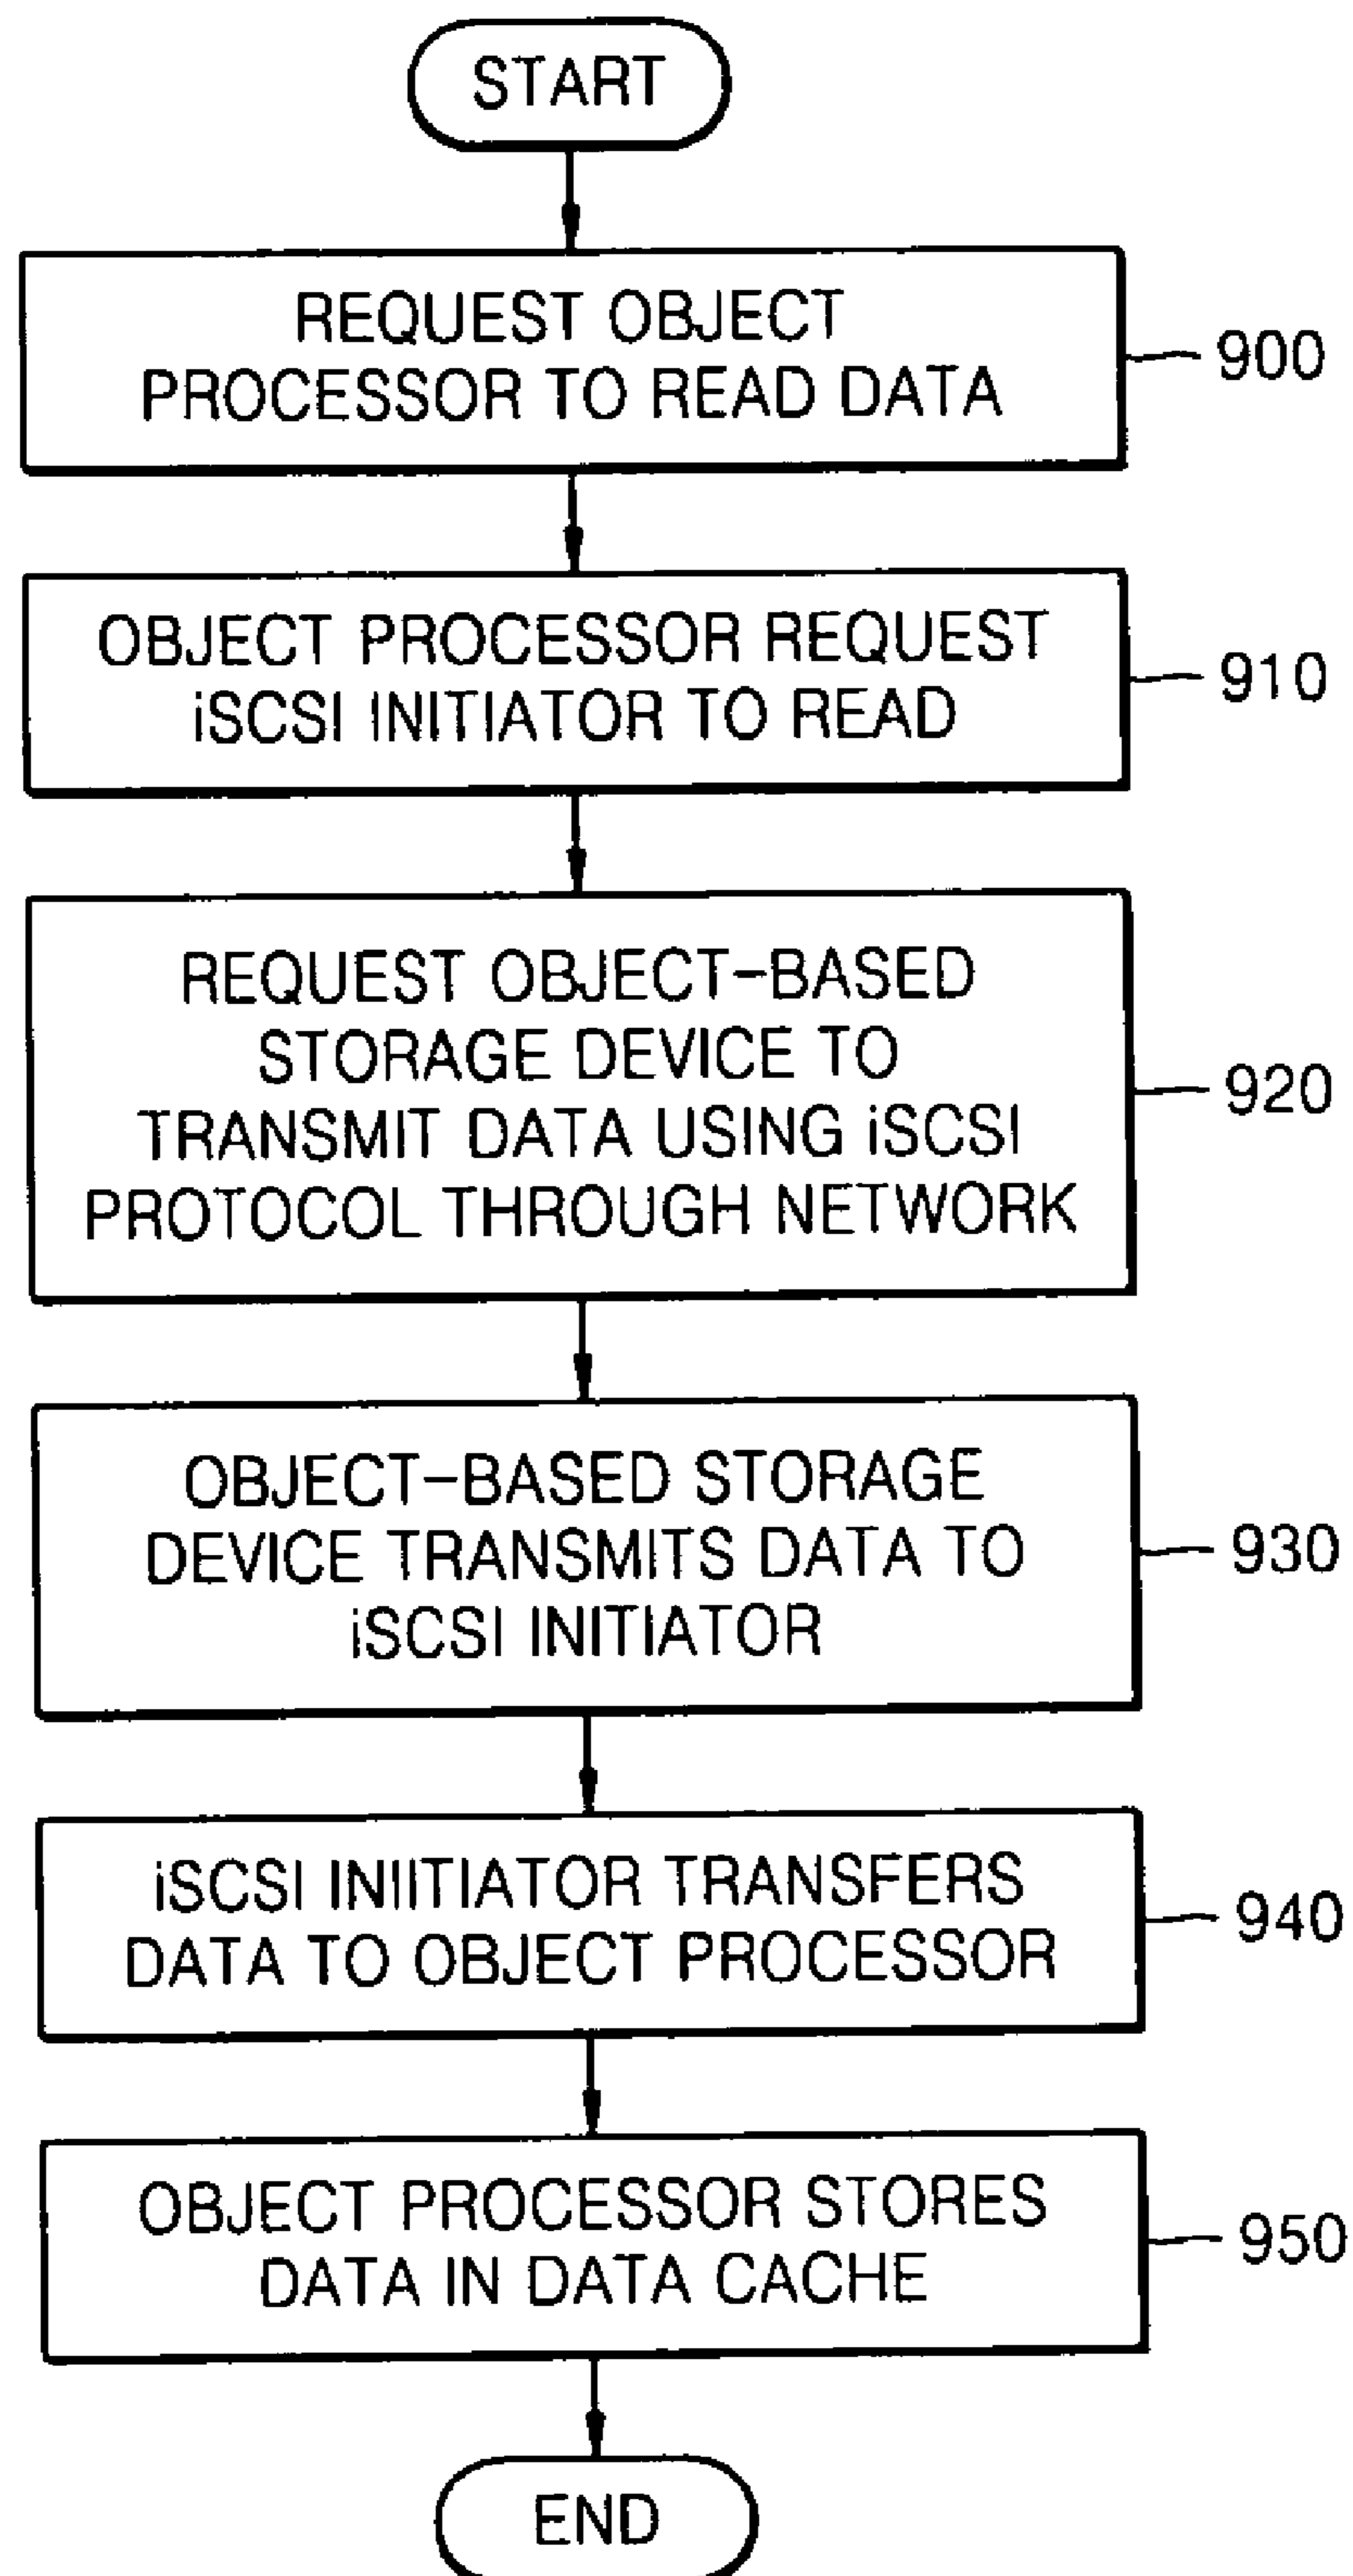 START
REQUEST OBJECT
PROCESSOR TO READ DATA
900
OBJECT PROCESSOR REQUEST
iSCSI INITIATOR TO READ
910
REQUEST OBJECT-BASED
STORAGE DEVICE TO
TRANSMIT DATA USING iSCSI
PROTOCOL THROUGH NETWORK
920
OBJECT-BASED STORAGE
DEVICE TRANSMITS DATA TO
iSCSI INITIATOR
930
iSCSI INIITIATOR TRANSFERS
DATA TO OBJECT PROCESSOR
940
OBJECT PROCESSOR STORES
DATA IN DATA CACHE
950
END